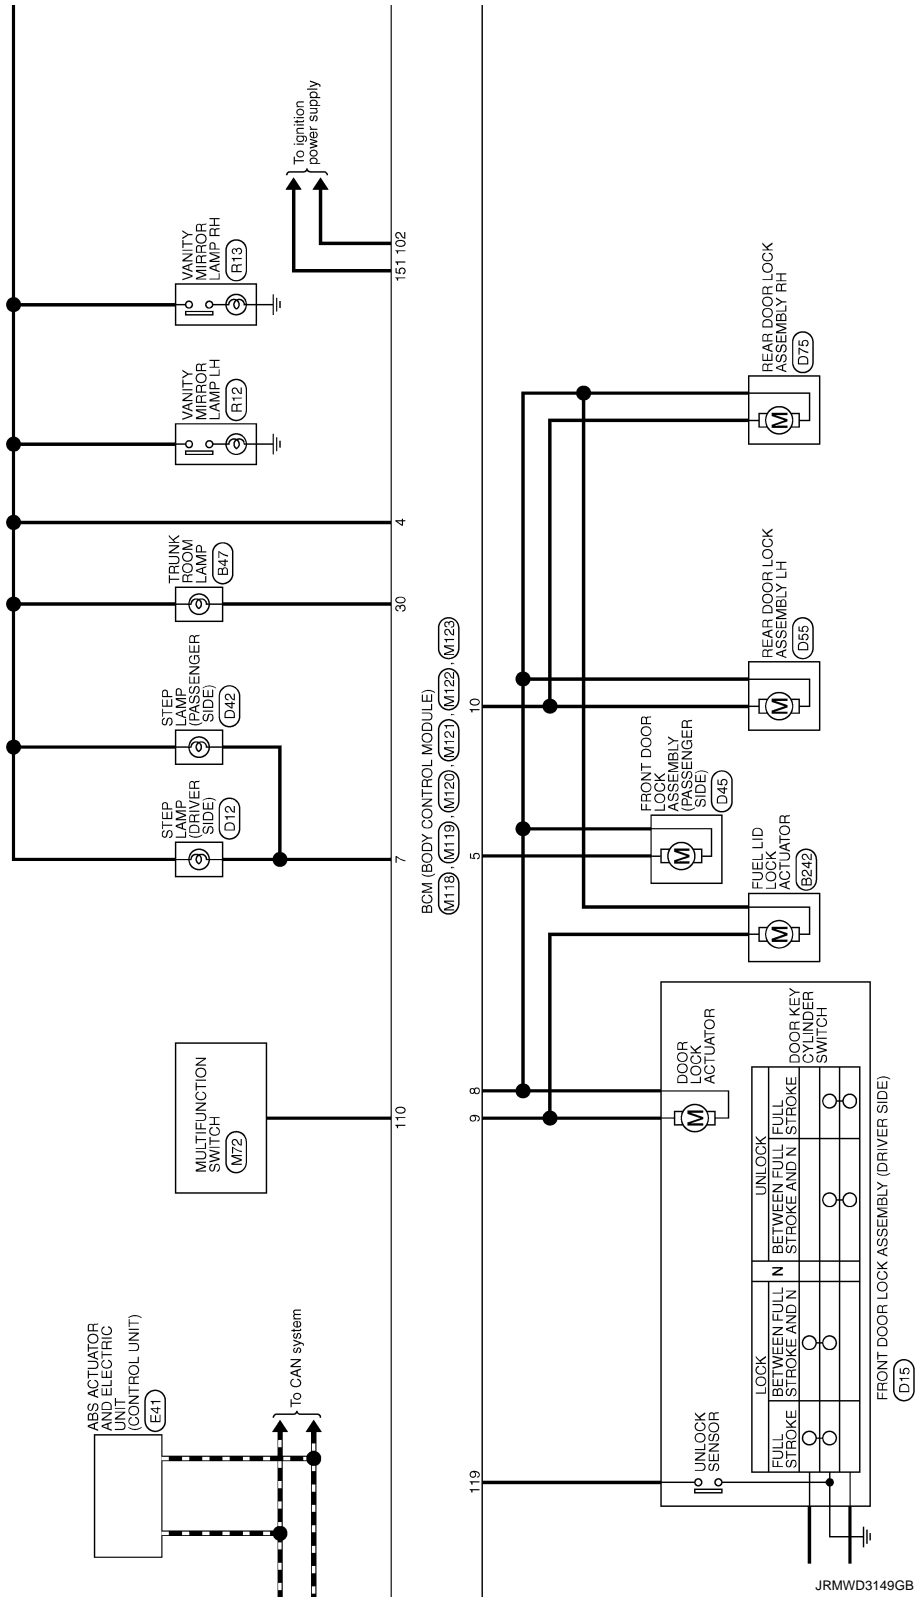 ABS ACTUATOR
AND ELECTRIC
UNIT
(CONTROL UNIT)
E41
To CAN system
MULTIFUNCTION
SWITCH
M72
STEP
LAMP
(DRIVER
SIDE)
D12
STEP
LAMP
(PASSENGER
SIDE)
D42
TRUNK
ROOM
LAMP
B47
VANITY
MIRROR
LAMP LH
R12
VANITY
MIRROR
LAMP RH
R13
To ignition
power supply
110
7
30
4
151
102
BCM (BODY CONTROL MODULE)
M118 , M119 , M120 , M121 , M122 , M123
119
9
8
5
10
UNLOCK
SENSOR
DOOR
LOCK
ACTUATOR
M
LOCK
N
UNLOCK
FULL
STROKE
BETWEEN FULL
STROKE AND N
BETWEEN FULL
STROKE AND N
FULL
STROKE
DOOR KEY
CYLINDER
SWITCH
FRONT DOOR LOCK ASSEMBLY (DRIVER SIDE)
D15
FUEL LID
LOCK
ACTUATOR
B242
M
FRONT DOOR
LOCK
ASSEMBLY
(PASSENGER
SIDE)
D45
M
REAR DOOR LOCK
ASSEMBLY LH
D55
M
REAR DOOR LOCK
ASSEMBLY RH
D75
M
JRMWD3149GB